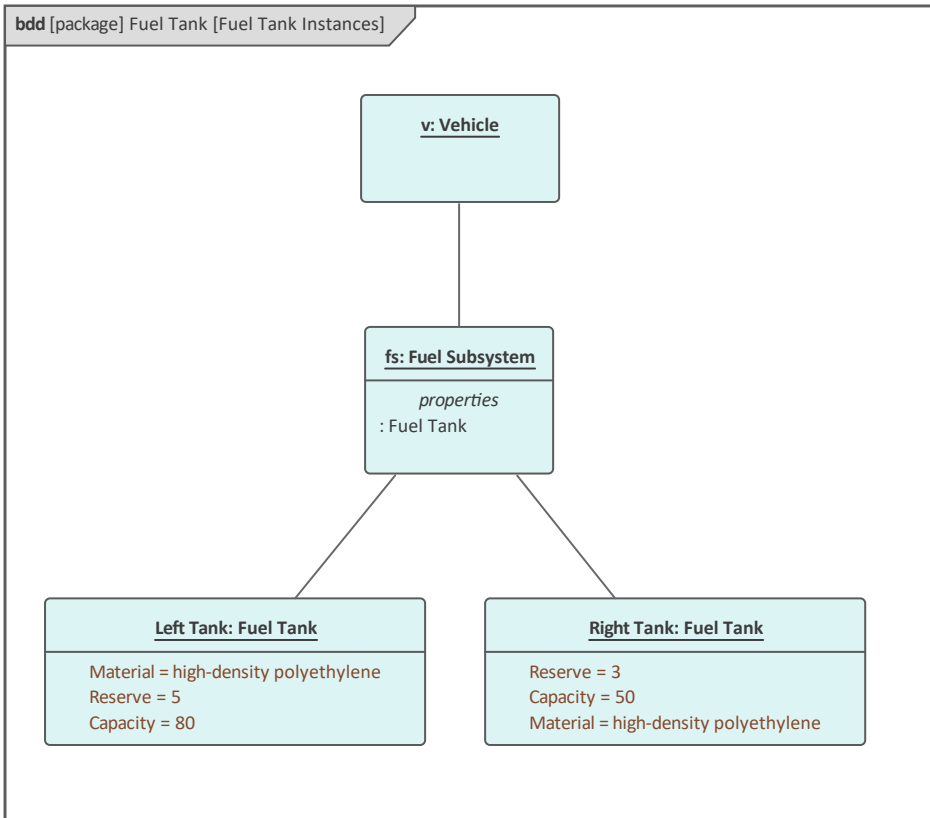 bdd [package] Fuel Tank [Fuel Tank Instances]
v: Vehicle
fs: Fuel Subsystem
properties
: Fuel Tank
Left Tank: Fuel Tank
Material = high-density polyethylene
Reserve = 5
Capacity = 80
Right Tank: Fuel Tank
Reserve = 3
Capacity = 50
Material = high-density polyethylene